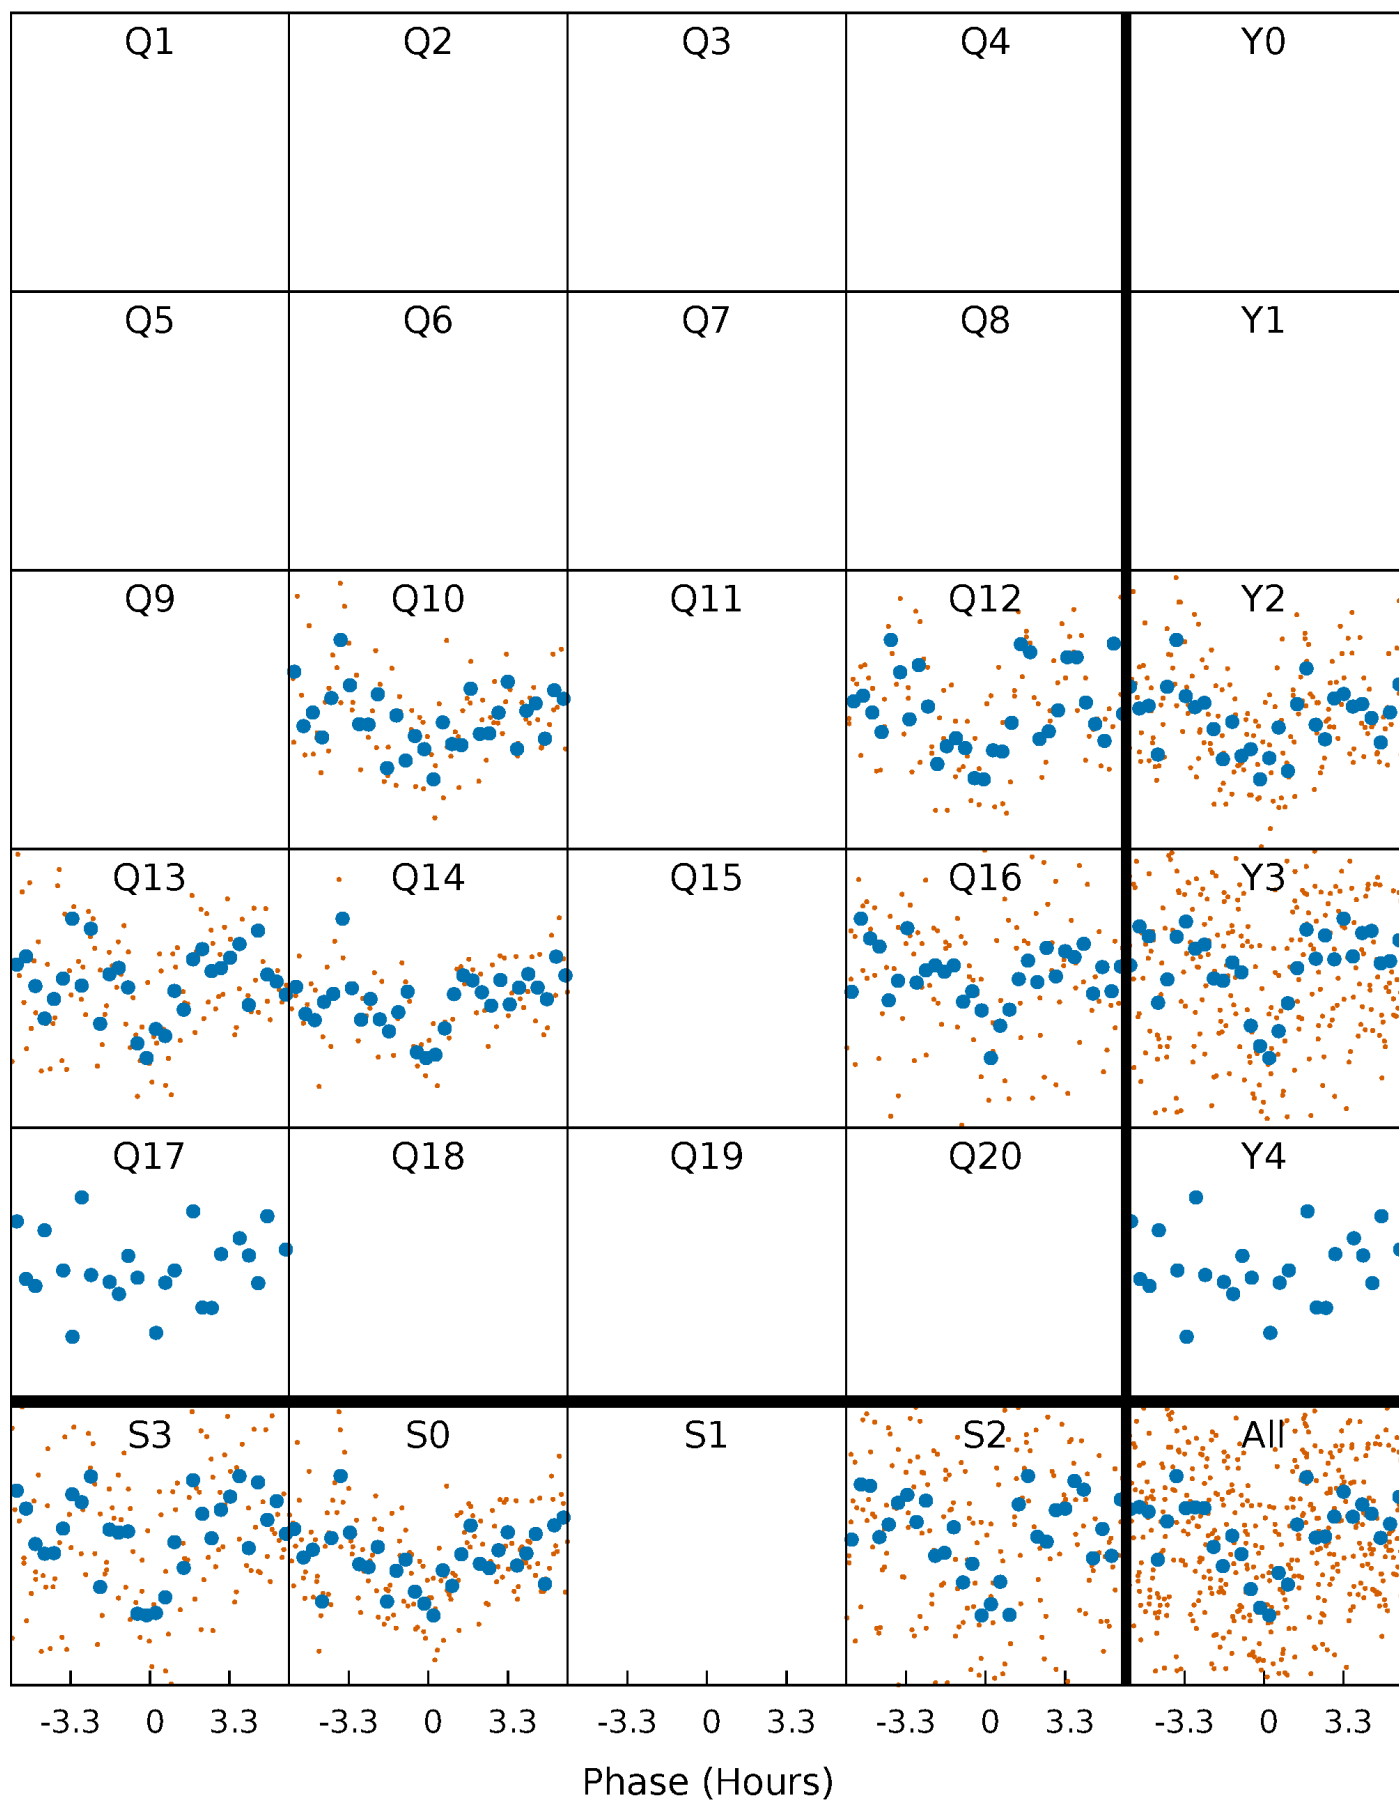 Q1 Q2 Q3 Q4 Y0
Q5 Q6 Q7 Q8 Y1
Q9 Q10 Q11 Q12 Y2
Q13 Q14 Q15 Q16 Y3
Q17 Q18 Q19 Q20 Y4
S3 S0 S1 S2 All
-3.3 0 3.3 -3.3 0 3.3 -3.3 0 3.3 -3.3 0 3.3 -3.3 0 3.3
Phase (Hours)